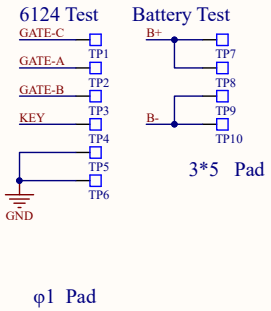 6124 Test
Battery Test
GATE-C
TP1
GATE-A
TP2
GATE-B
TP3
KEY
TP4
TP5
TP6
GND
B+
TP7
TP8
TP9
B-
TP10
3*5 Pad
φ1 Pad